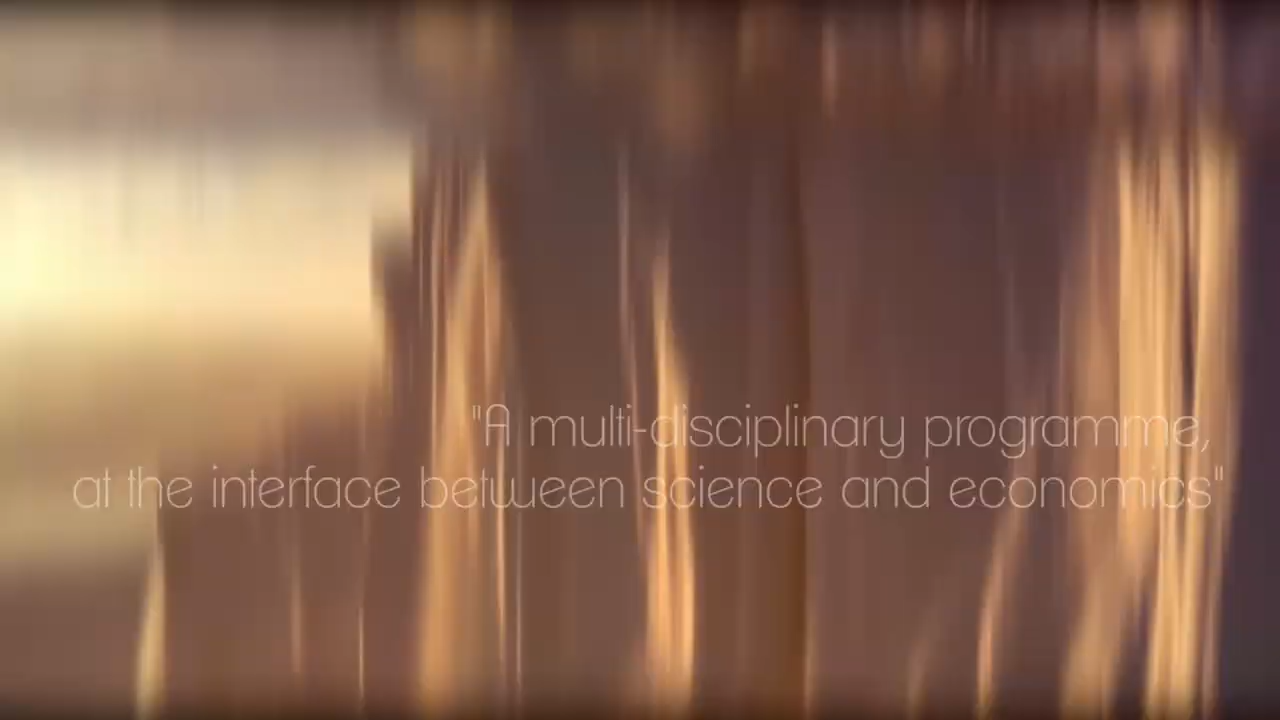 "A multi-disciplinary programme,
at the interface between science and economics"